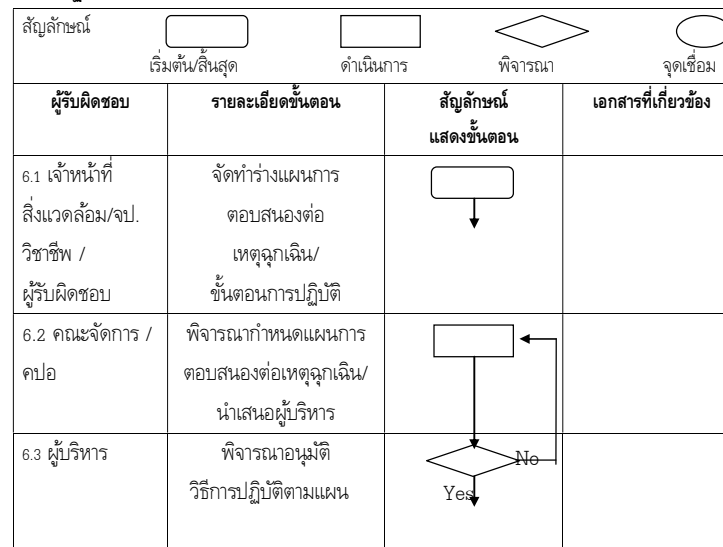 สัญลักษณ์
เริ่มต้น/สิ้นสุด ดำเนินการ พิจารณา จุดเชื่อม
ผู้รับผิดชอบ รายละเอียดขั้นตอน สัญลักษณ์ เอกสารที่เกี่ยวข้อง
แสดงขั้นตอน
6.1 เจ้าหน้าที่ จัดทำร่างแผนการ
สิ่งแวดล้อม/จป. ตอบสนองต่อ
วิชาชีพ / เหตุฉุกเฉิน/
ผู้รับผิดชอบ ขั้นตอนการปฏิบัติ
6.2 คณะจัดการ / พิจารณากำหนดแผนการ
คปอ ตอบสนองต่อเหตุฉุกเฉิน/
นำเสนอผู้บริหาร
6.3 ผู้บริหาร พิจารณาอนุมัติ No
วิธีการปฏิบัติตามแผน Yes